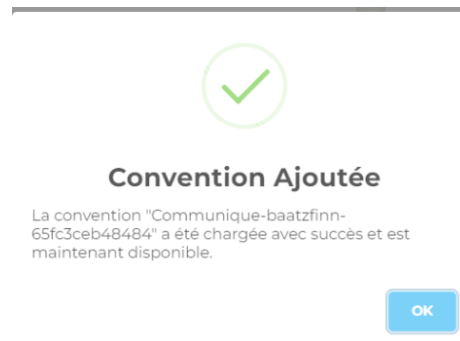 Convention Ajoutée
La convention "Communique-baatzfinn-
65fc3ceb48484" a été chargée avec succès et est
maintenant disponible.
OK